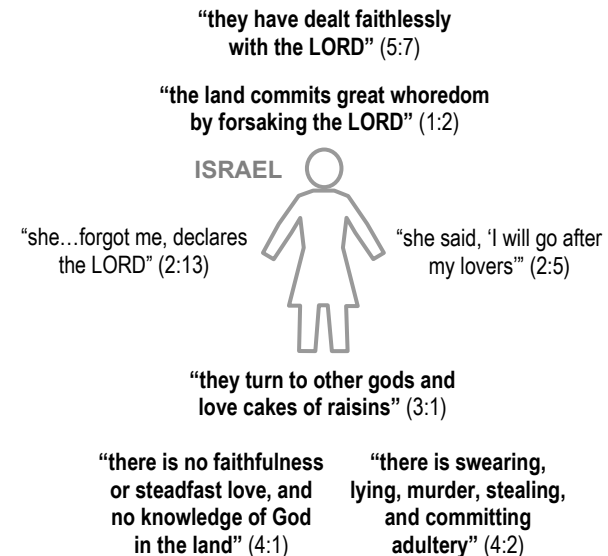 “they have dealt faithlessly
with the LORD” (5:7)
“the land commits great whoredom
by forsaking the LORD” (1:2)
ISRAEL
“she…forgot me, declares
the LORD” (2:13)
“she said, ‘I will go after
my lovers’” (2:5)
“they turn to other gods and
love cakes of raisins” (3:1)
“there is no faithfulness
or steadfast love, and
no knowledge of God
in the land” (4:1)
“there is swearing,
lying, murder, stealing,
and committing
adultery” (4:2)